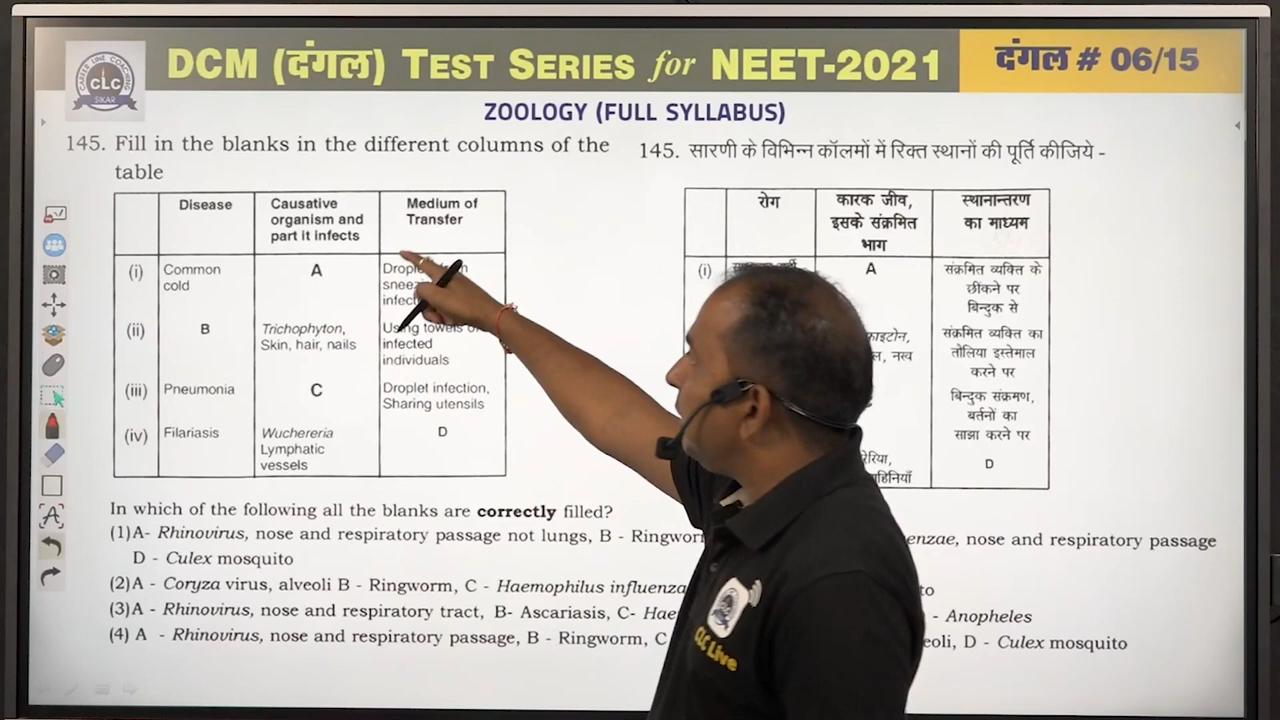 CAREER LINE COACHING
CLC
SIKAR
DCM (दंगल) TEST SERIES for NEET-2021
दंगल # 06/15
ZOOLOGY (FULL SYLLABUS)
145. Fill in the blanks in the different columns of the
table
Disease
Causative
organism and
part it infects
Medium of
Transfer
(i) Common
cold
A
sneez
infect
(ii) B
Trichophyton,
Skin, hair, nails
Using towels of
infected
individuals
(iii) Pneumonia
C
Droplet infection,
Sharing utensils
(iv) Filariasis
Wuchereria
Lymphatic
vessels
D
145. सारणी के विभिन्न कॉलमों में रिक्त स्थानों की पूर्ति कीजिये -
रोग
कारक जीव,
इसके संक्रमित
भाग
स्थानान्तरण
का माध्यम
(i)
A
संक्रमित व्यक्ति के
छींकने पर
बिन्दुक से
संक्रमित व्यक्ति का
तौलिया इस्तेमाल
करने पर
बिन्दुक संक्रमण,
बर्तनों का
साझा करने पर
D
In which of the following all the blanks are correctly filled?
(1)A- Rhinovirus, nose and respiratory passage not lungs, B - Ringwor enzae, nose and respiratory passage
D - Culex mosquito
(2)A - Coryza virus, alveoli B - Ringworm, C - Haemophilus influenza to
(3)A - Rhinovirus, nose and respiratory tract, B- Ascariasis, C- Hae - Anopheles
(4) A - Rhinovirus, nose and respiratory passage, B - Ringworm, C eoli, D - Culex mosquito
CLC Live